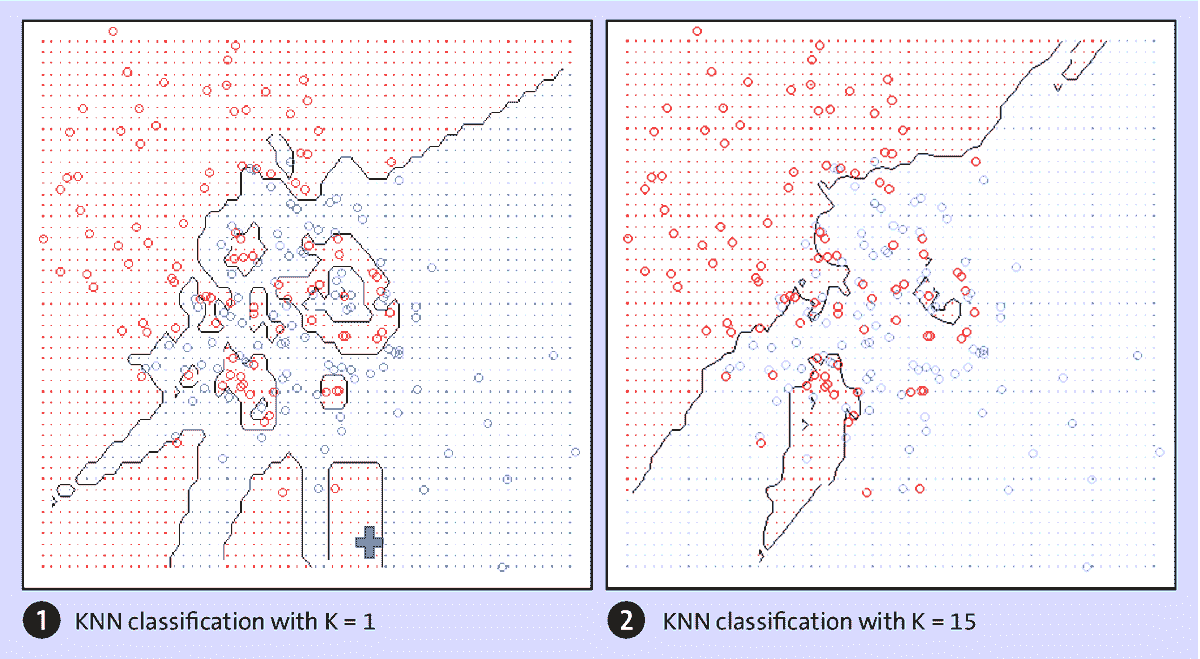 1 KNN classification with K = 1
2 KNN classification with K = 15